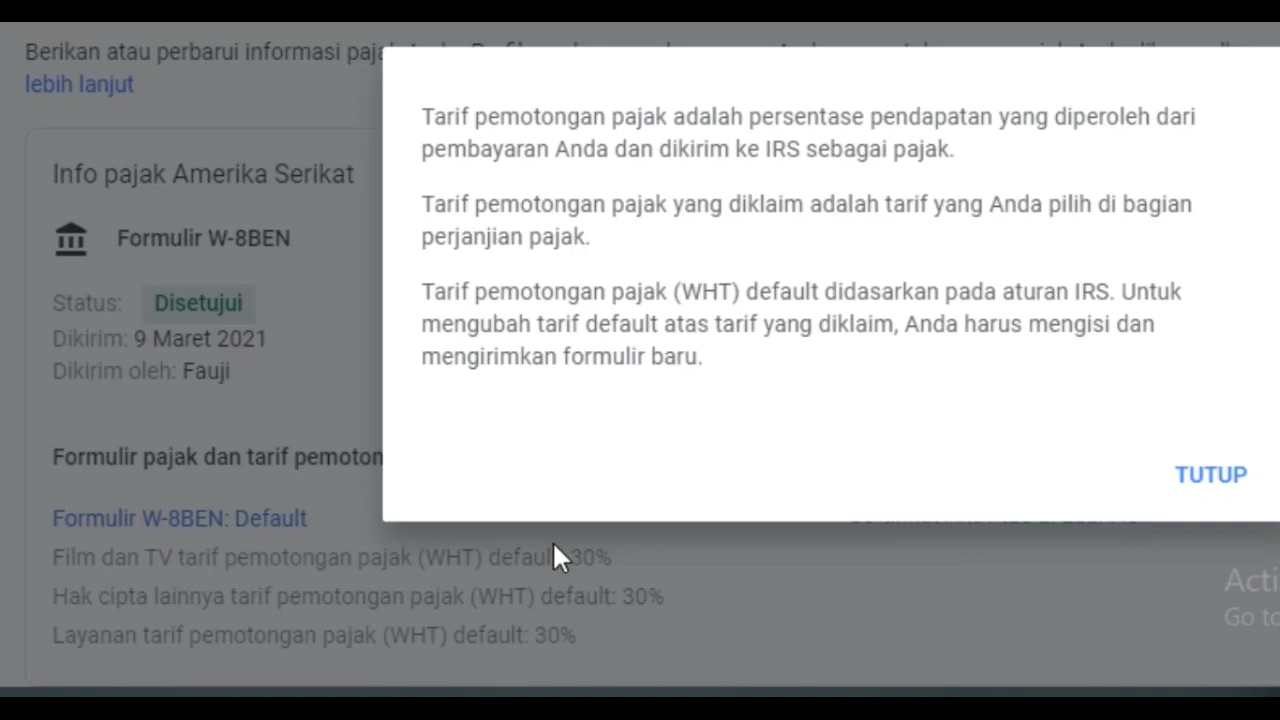 Berikan atau perbarui informasi
lebih lanjut
Info pajak Amerika Serikat
Formulir W-8BEN
Status: Disetujui
Dikirim: 9 Maret 2021
Dikirim oleh: Fauji
Formulir pajak dan tarif
Formulir W-8BEN: Default
Film dan TV tarif pemotongan pajak (WHT) 30%
Hak cipta lainnya tarif pemotongan pajak (WHT) default: 30%
Layanan tarif pemotongan pajak (WHT) default: 30%
Tarif pemotongan pajak adalah persentase pendapatan yang diperoleh dari
pembayaran Anda dan dikirim ke IRS sebagai pajak.
Tarif pemotongan pajak yang diklaim adalah tarif yang Anda pilih di bagian
perjanjian pajak.
Tarif pemotongan pajak (WHT) default didasarkan pada aturan IRS. Untuk
mengubah tarif default atas tarif yang diklaim, Anda harus mengisi dan
mengirimkan formulir baru.
TUTUP
Go to